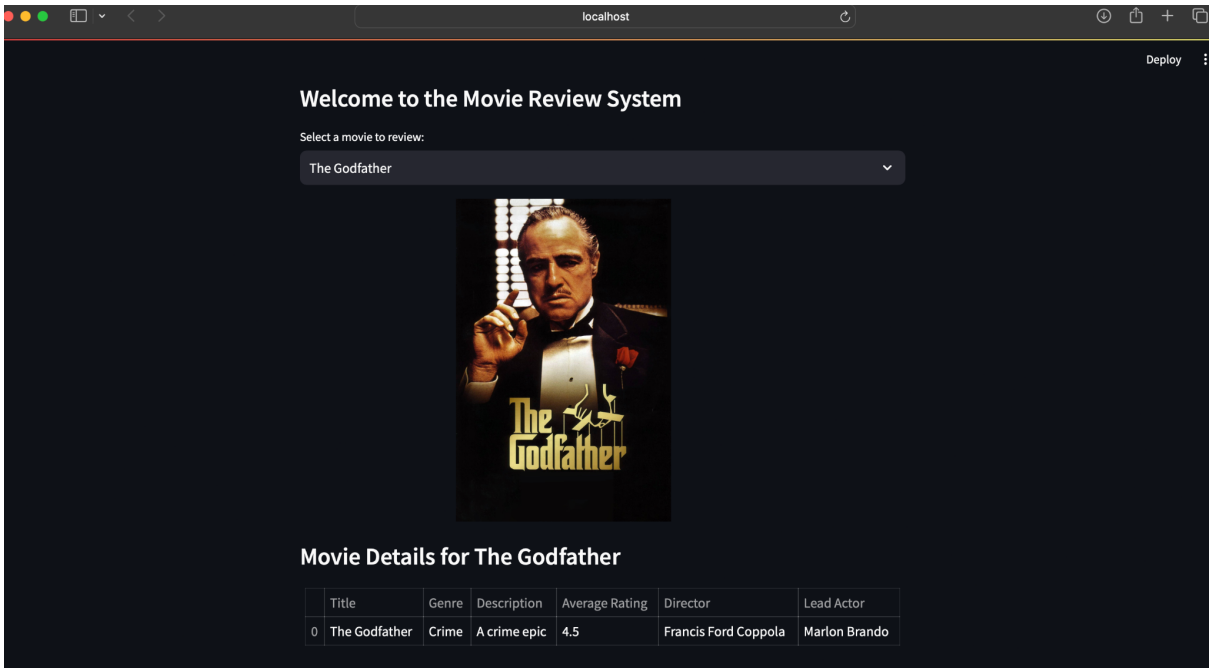 localhost
Deploy
Welcome to the Movie Review System
Select a movie to review:
The Godfather
The
Godfather
Movie Details for The Godfather
Title Genre Description Average Rating Director Lead Actor
0 The Godfather Crime A crime epic 4.5 Francis Ford Coppola Marlon Brando